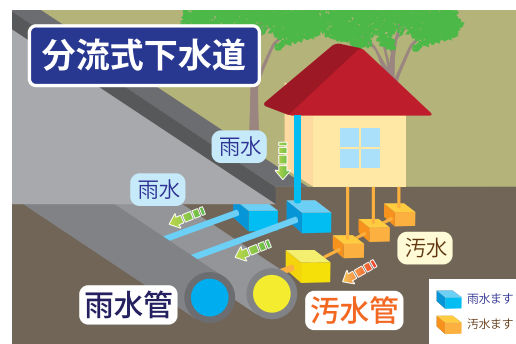 分流式下水道
雨水
雨水
汚水
雨水管
汚水管
雨水ます
汚水ます